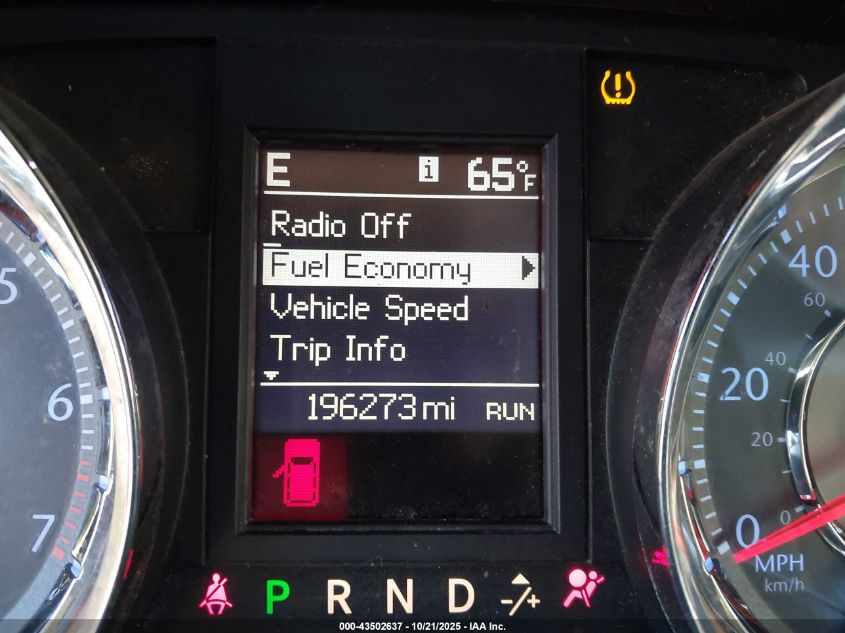 E i 65°F
Radio Off
Fuel Economy
Vehicle Speed
Trip Info
196273 mi RUN
5
6
7
40
60
40
20
20
0
0
MPH
km/h
P R N D -/+
000-43502637 - 10/21/2025 - IAA Inc.